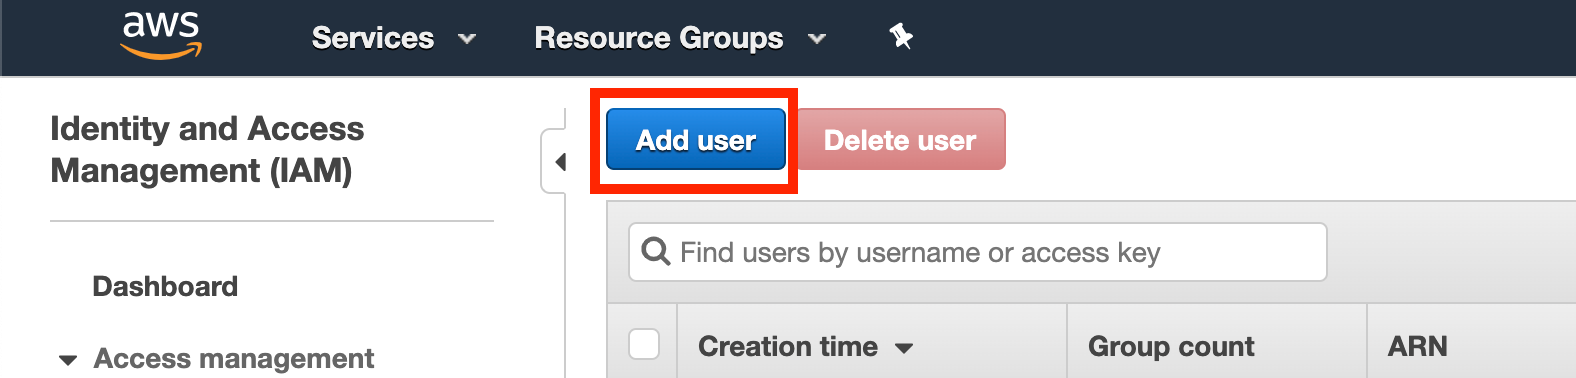 aws
Services
Resource Groups
Identity and Access
Management (IAM)
Dashboard
Access management
Add user
Delete user
Find users by username or access key
Creation time
Group count
ARN